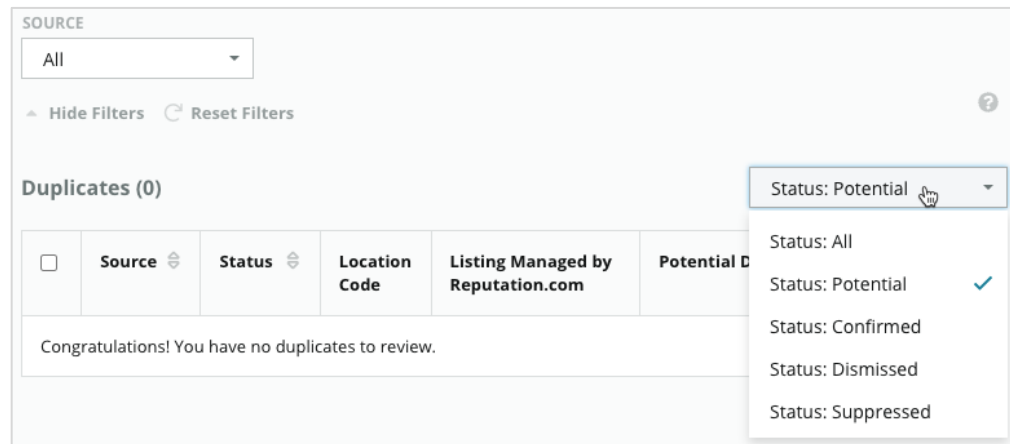 SOURCE
All
Hide Filters Reset Filters
?
Duplicates (0)
Status: Potential
Source Status Location Code Listing Managed by Reputation.com Potential D
Congratulations! You have no duplicates to review.
Status: All
Status: Potential
Status: Confirmed
Status: Dismissed
Status: Suppressed